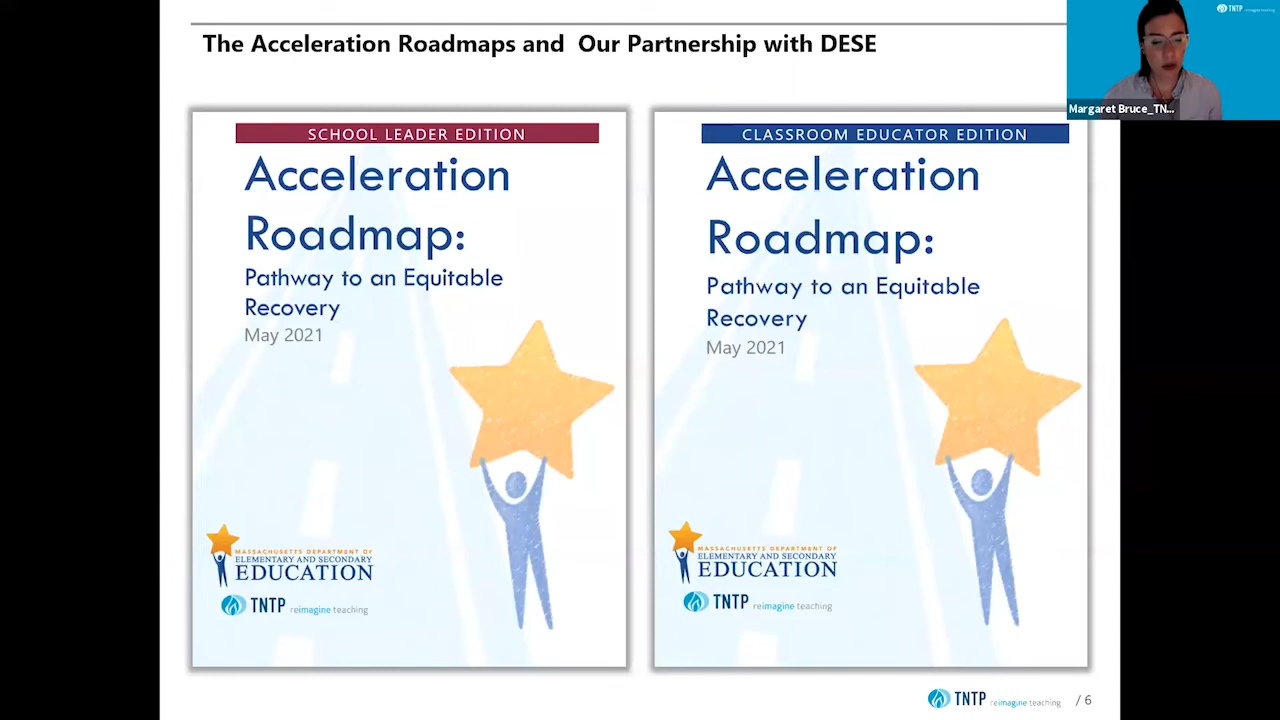 The Acceleration Roadmaps and  Our Partnership with DESE
TNTP reimagine teaching
Margaret Bruce_TN...
SCHOOL LEADER EDITION
Acceleration
Roadmap:
Pathway to an Equitable
Recovery
May 2021
MASSACHUSETTS DEPARTMENT OF
ELEMENTARY AND SECONDARY
EDUCATION
TNTP reimagine teaching
CLASSROOM EDUCATOR EDITION
Acceleration
Roadmap:
Pathway to an Equitable
Recovery
May 2021
MASSACHUSETTS DEPARTMENT OF
ELEMENTARY AND SECONDARY
EDUCATION
TNTP reimagine teaching
TNTP reimagine teaching / 6